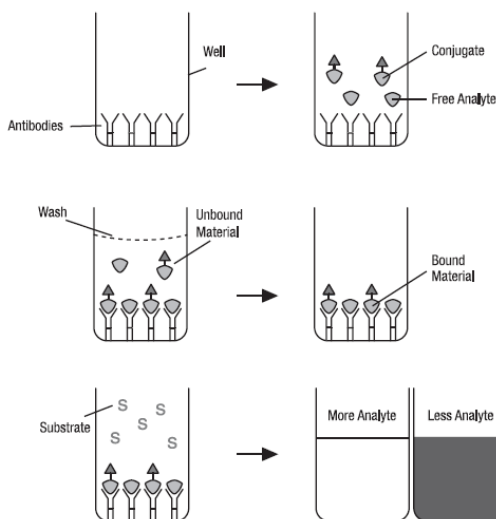 Well
Antibodies
Conjugate
Free Analyte
Wash
Unbound
Material
Bound
Material
Substrate
S
S
S
S
S
More Analyte
Less Analyte